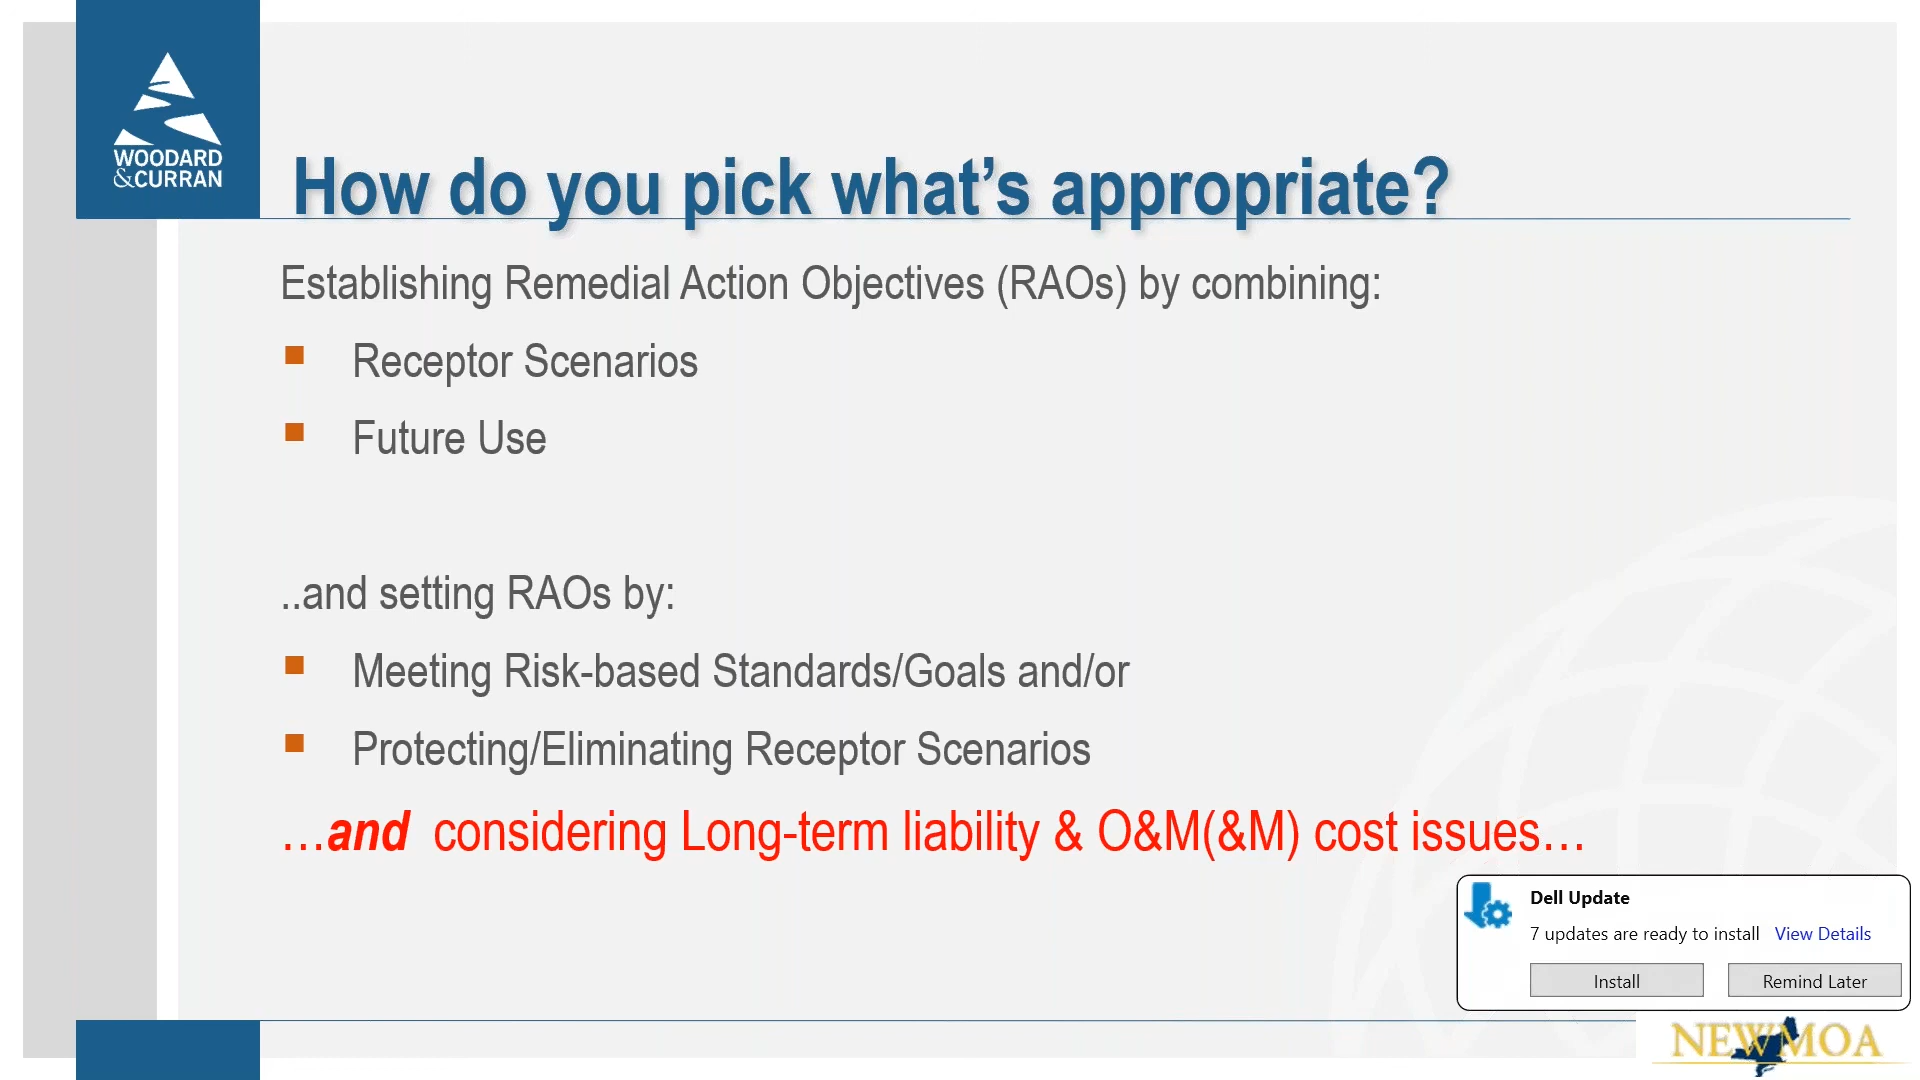 WOODARD
&CURRAN
How do you pick what’s appropriate?
Establishing Remedial Action Objectives (RAOs) by combining:
Receptor Scenarios
Future Use
..and setting RAOs by:
Meeting Risk-based Standards/Goals and/or
Protecting/Eliminating Receptor Scenarios
…and considering Long-term liability & O&M(&M) cost issues…
Dell Update
7 updates are ready to install View Details
Install Remind Later
NEWMOA